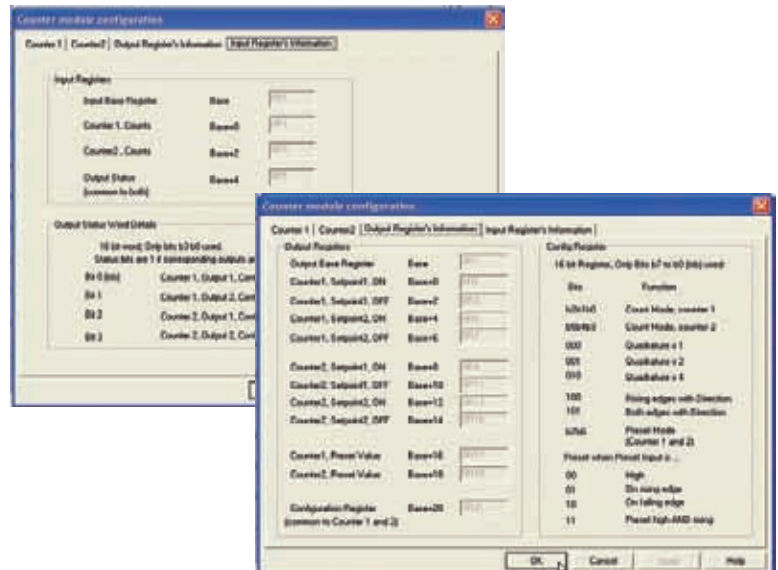 Counter module configuration
Counter 1 | Counter2 | Output Register's Information | Input Register's Information
Input Registers
Input Base Register Base
Counter 1, Counts Base+0
Counter2, Counts Base+2
Output Status Base+4
(common to both)
Output Status Word Details
16 bit word; Only bits b3 b0 used.
Status bits are 1 if corresponding outputs a
Bit 0 (lsb) Counter 1, Output 1,
Bit 1 Counter 1, Output 2,
Bit 2 Counter 2, Output 1,
Bit 3 Counter 2, Output 2,
Counter module configuration
Counter 1 | Counter2 | Output Register's Information | Input Register's Information
Output Registers
Output Base Register Base
Counter1, Setpoint1, ON Base+0
Counter1, Setpoint1, OFF Base+2
Counter1, Setpoint2, ON Base+4
Counter1, Setpoint2, OFF Base+6
Counter2, Setpoint1, ON Base+8
Counter2, Setpoint1, OFF Base+10
Counter2, Setpoint2, ON Base+12
Counter2, Setpoint2, OFF Base+14
Counter1, Preset Value Base+16
Counter2, Preset Value Base+18
Configuration Register Base+20
(common to Counter 1 and 2)
Config Register
16 bit Register, Only Bits b7 to b0 (lsb) used
Bits Function
b2b1b0 Count Mode, counter 1
b5b4b3 Count Mode, counter 2
000 Quadrature x 1
001 Quadrature x 2
010 Quadrature x 4
100 Rising edges with Direction
101 Both edges with Direction
b7b6 Preset Mode
(Counter 1 and 2)
Preset when Preset Input is ...
00 High
01 On rising edge
10 On falling edge
11 Preset high AND rising
OK Cancel Help